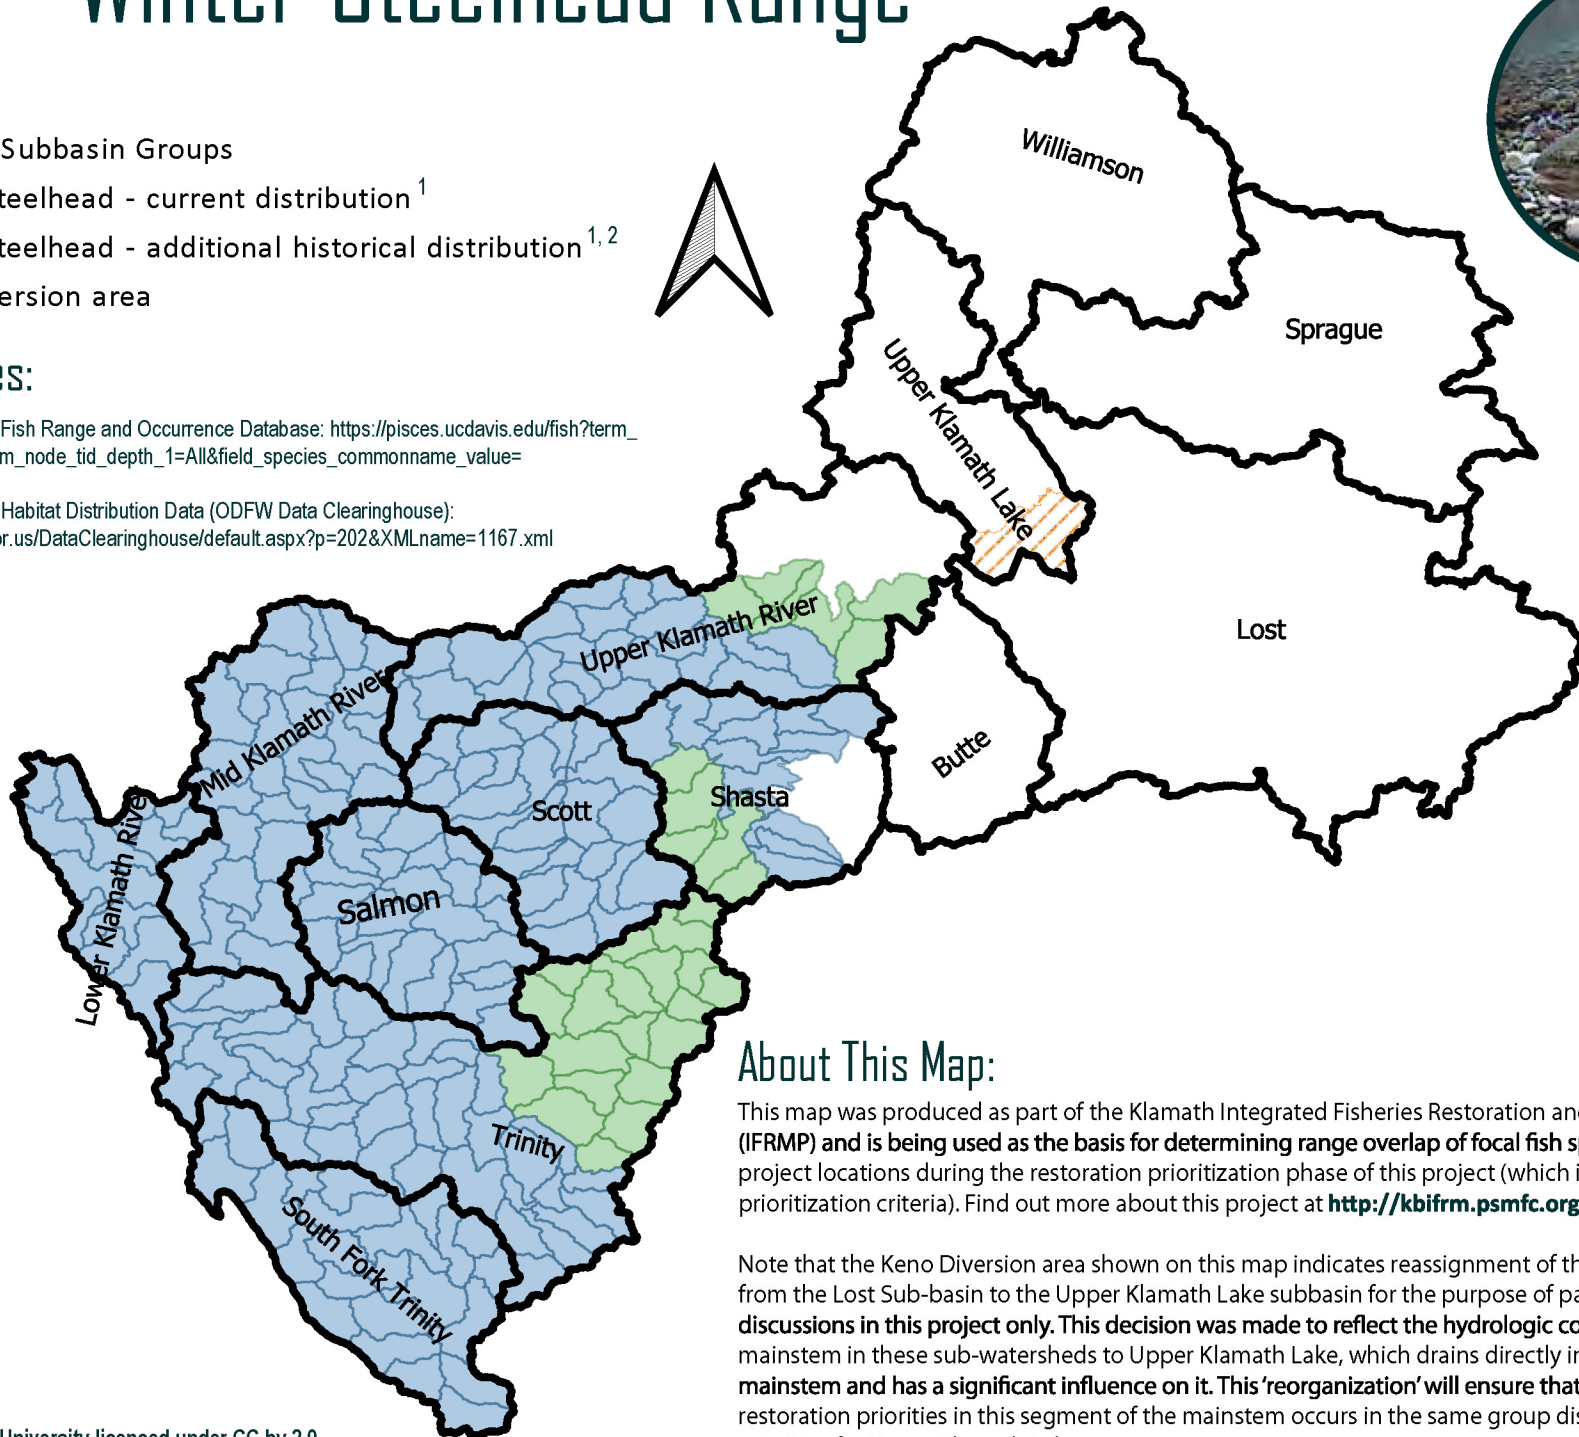 Winter Steelhead Range
Subbasin Groups
teelhead - current distribution 1
teelhead - additional historical distribution 1, 2
ersion area
es:
Fish Range and Occurrence Database: https://pisces.ucdavis.edu/fish?term_
m_node_tid_depth_1=All&field_species_commonname_value=
Habitat Distribution Data (ODFW Data Clearinghouse):
or.us/DataClearinghouse/default.aspx?p=202&XMLname=1167.xml
Williamson
Sprague
Upper Klamath Lake
Lost
Upper Klamath River
Butte
Mid Klamath River
Shasta
Scott
Salmon
Lower Klamath River
Trinity
South Fork Trinity
About This Map:
This map was produced as part of the Klamath Integrated Fisheries Restoration an
(IFRMP) and is being used as the basis for determining range overlap of focal fish s
project locations during the restoration prioritization phase of this project (which i
prioritization criteria). Find out more about this project at http://kbifrm.psmfc.org
Note that the Keno Diversion area shown on this map indicates reassignment of th
from the Lost Sub-basin to the Upper Klamath Lake subbasin for the purpose of pa
discussions in this project only. This decision was made to reflect the hydrologic co
mainstem in these sub-watersheds to Upper Klamath Lake, which drains directly i
mainstem and has a significant influence on it. This 'reorganization' will ensure that
restoration priorities in this segment of the mainstem occurs in the same group dis
University licensed under CC by 2.0